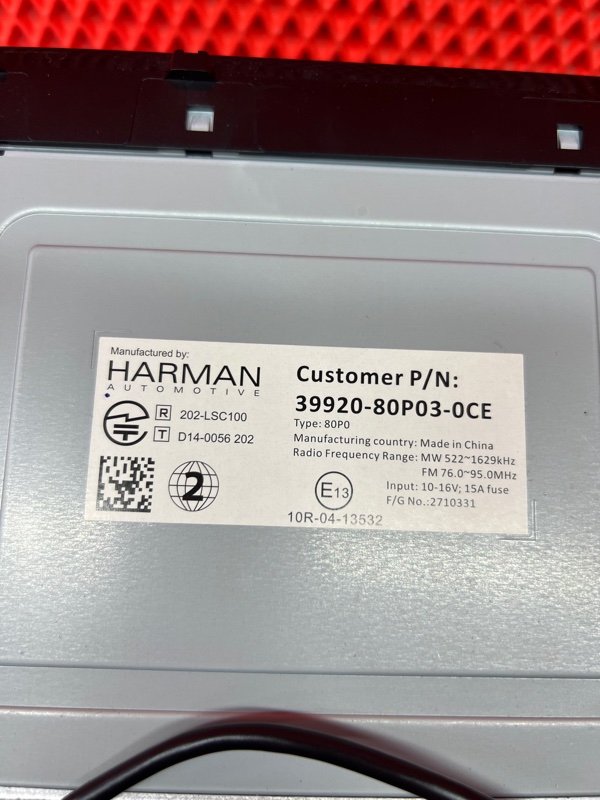 Manufactured by:
HARMAN
AUTOMOTIVE
R 202-LSC100
T D14-0056 202
2
Customer P/N:
39920-80P03-0CE
Type: 80P0
Manufacturing country: Made in China
Radio Frequency Range: MW 522~1629kHz
FM 76.0~95.0MHz
Input: 10-16V; 15A fuse
F/G No.:2710331
E13
10R-04-13532